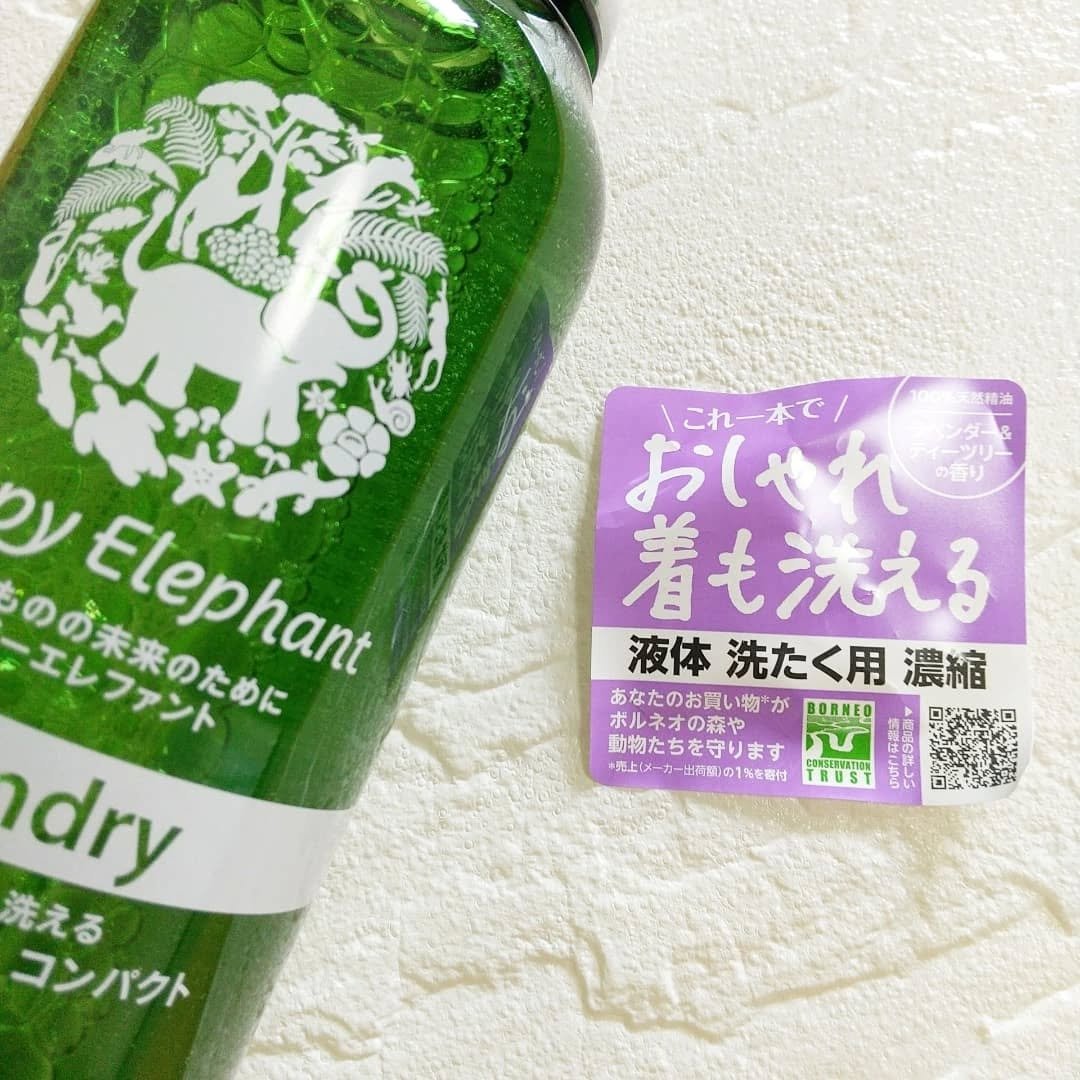 py Elephant
ものの未来のために
ーエレファント
ndry
洗える
コンパクト
これ一本で
おしゃれ
着も洗える
100%天然精油
ラベンダー&
ティーツリー
の香り
液体 洗たく用 濃縮
あなたのお買い物*が
ボルネオの森や
動物たちを守ります
*売上(メーカー出荷額)の1%を寄付
BORNEO
CONSERVATION
TRUST
▶商品の詳しい
情報はこちら